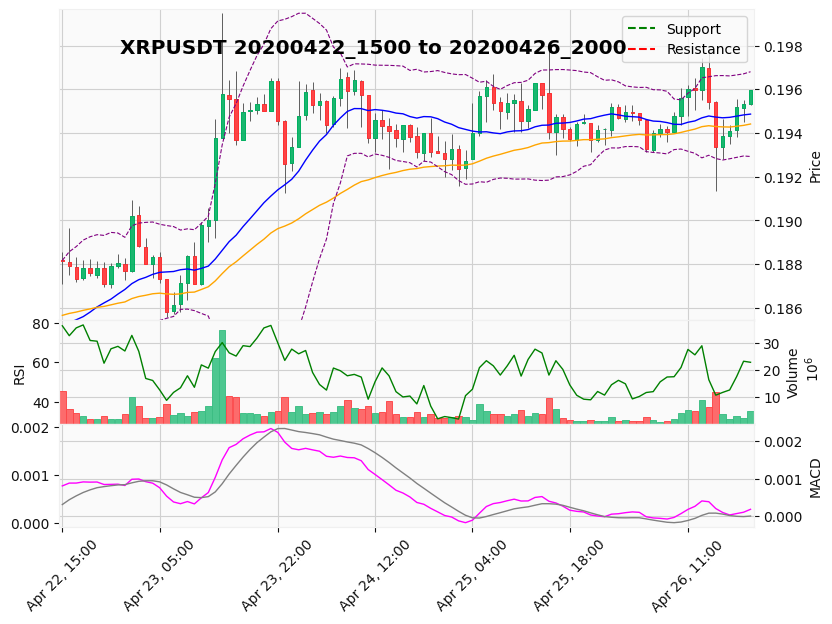 XRPUSDT 20200422_1500 to 20200426_2000
Support
Resistance
0.198
0.196
0.194
0.192
0.190
0.188
0.186
Price
80
60
40
RSI
30
20
10
Volume
10^6
0.002
0.001
0.000
0.002
0.001
0.000
MACD
Apr 22, 15:00
Apr 23, 05:00
Apr 23, 22:00
Apr 24, 12:00
Apr 25, 04:00
Apr 25, 18:00
Apr 26, 11:00